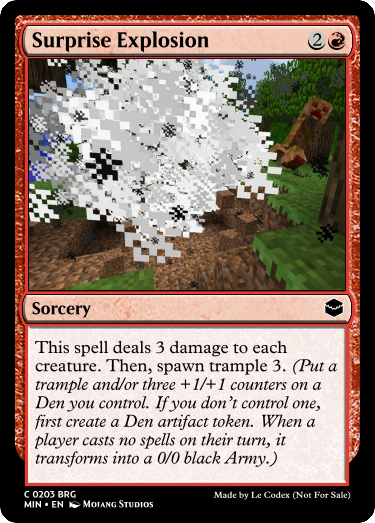 Surprise Explosion 2
Sorcery
This spell deals 3 damage to each
creature. Then, spawn trample 3. (Put a
trample and/or three +1/+1 counters on a
Den you control. If you don't control one,
first create a Den artifact token. When a
player casts no spells on their turn, it
transforms into a 0/0 black Army.)
C 0203 BRG
MIN • EN Mojang Studios
Made by Le Codex (Not For Sale)